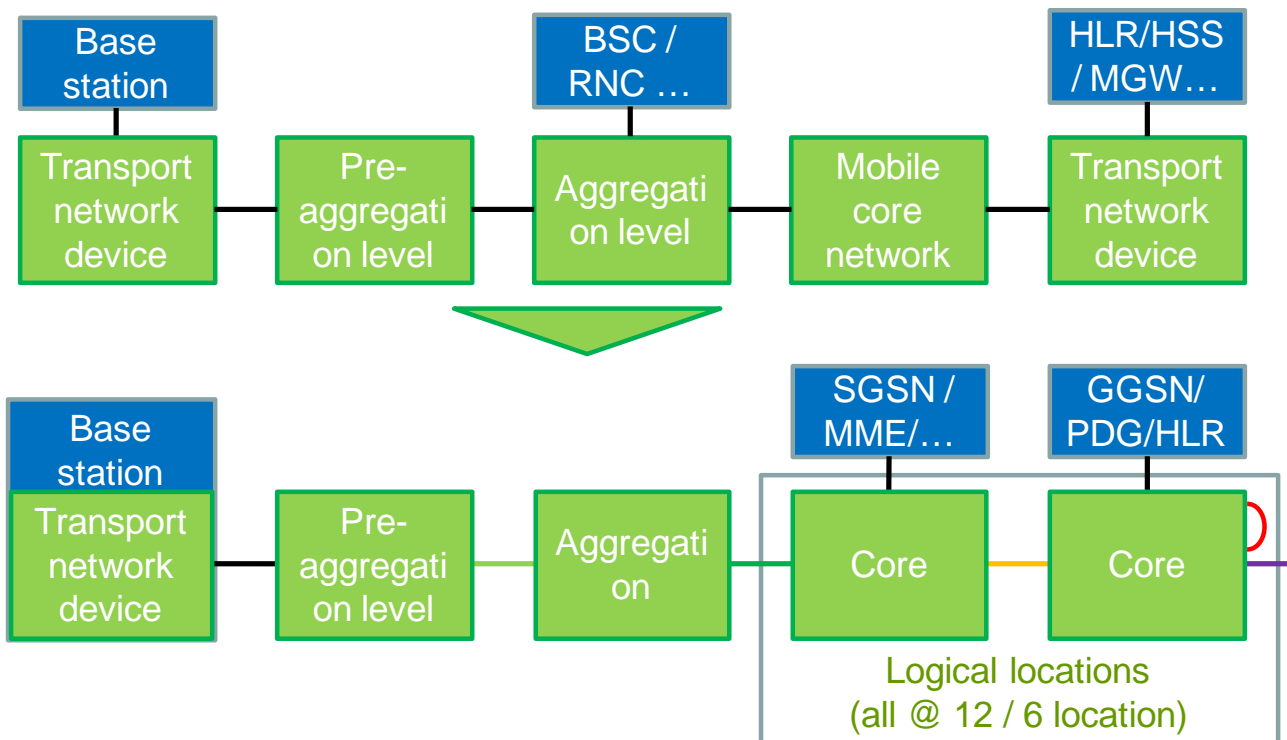 Base
station
BSC /
RNC …
HLR/HSS
/ MGW…
Transport
network
device
Pre-
aggregati
on level
Aggregati
on level
Mobile
core
network
Transport
network
device
SGSN /
MME/…
GGSN/
PDG/HLR
Base
station
Transport
network
device
Pre-
aggregati
on level
Aggregati
on
Core
Core
Logical locations
(all @ 12 / 6 location)